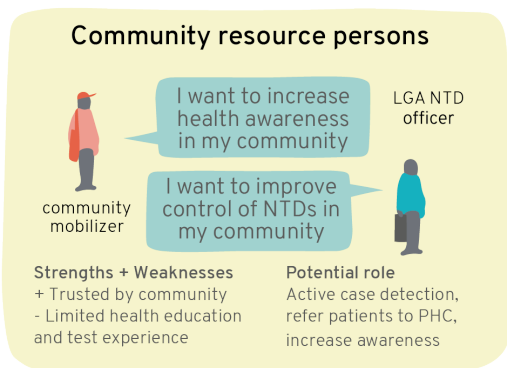 Community resource persons
I want to increase
health awareness
in my community
LGA NTD
officer
I want to improve
control of NTDs in
my community
community
mobilizer
Strengths + Weaknesses
+ Trusted by community
- Limited health education
and test experience
Potential role
Active case detection,
refer patients to PHC,
increase awareness